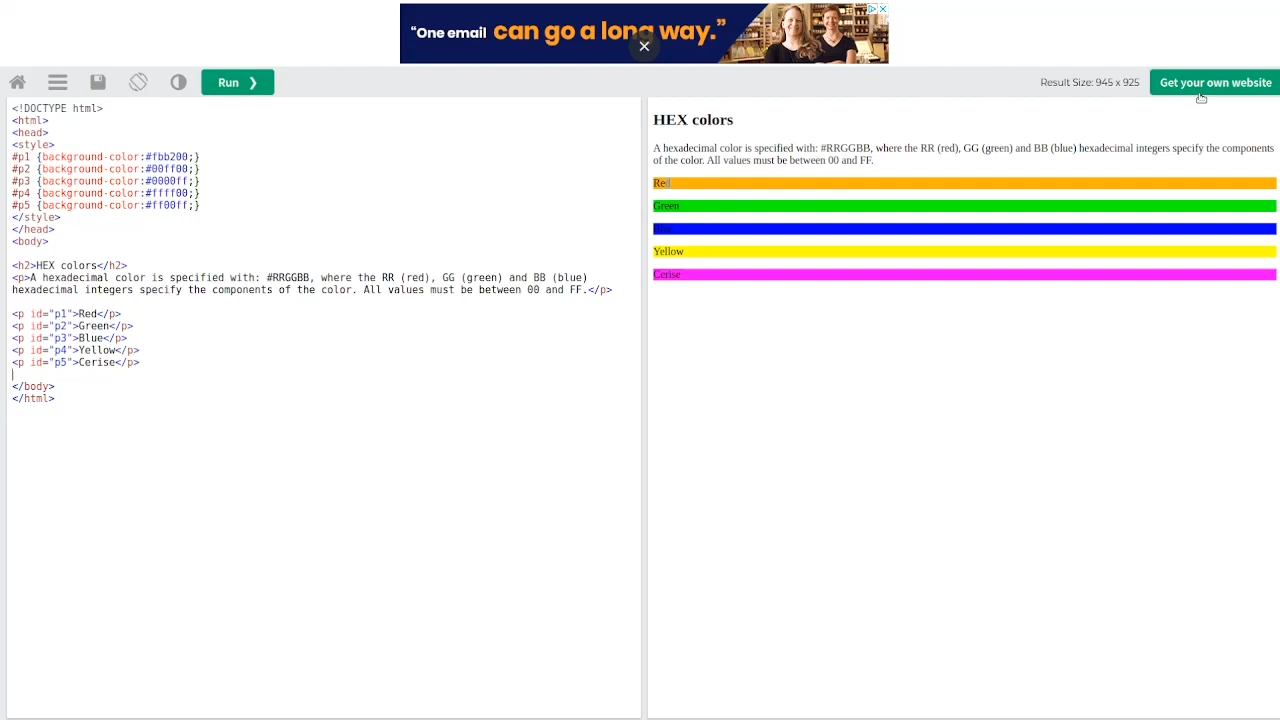 “One email can go a long way.”
Run ❯
Result Size: 945 x 925
Get your own website
<!DOCTYPE html>
<html>
<head>
<style>
#p1 {background-color:#fbb200;}
#p2 {background-color:#00ff00;}
#p3 {background-color:#0000ff;}
#p4 {background-color:#ffff00;}
#p5 {background-color:#ff00ff;}
</style>
</head>
<body>
<h2>HEX colors</h2>
<p>A hexadecimal color is specified with: #RRGGBB, where the RR (red), GG (green) and BB (blue)
hexadecimal integers specify the components of the color. All values must be between 00 and FF.</p>
<p id="p1">Red</p>
<p id="p2">Green</p>
<p id="p3">Blue</p>
<p id="p4">Yellow</p>
<p id="p5">Cerise</p>
</body>
</html>
HEX colors
A hexadecimal color is specified with: #RRGGBB, where the RR (red), GG (green) and BB (blue) hexadecimal integers specify the components
of the color. All values must be between 00 and FF.
Red
Green
Blue
Yellow
Cerise